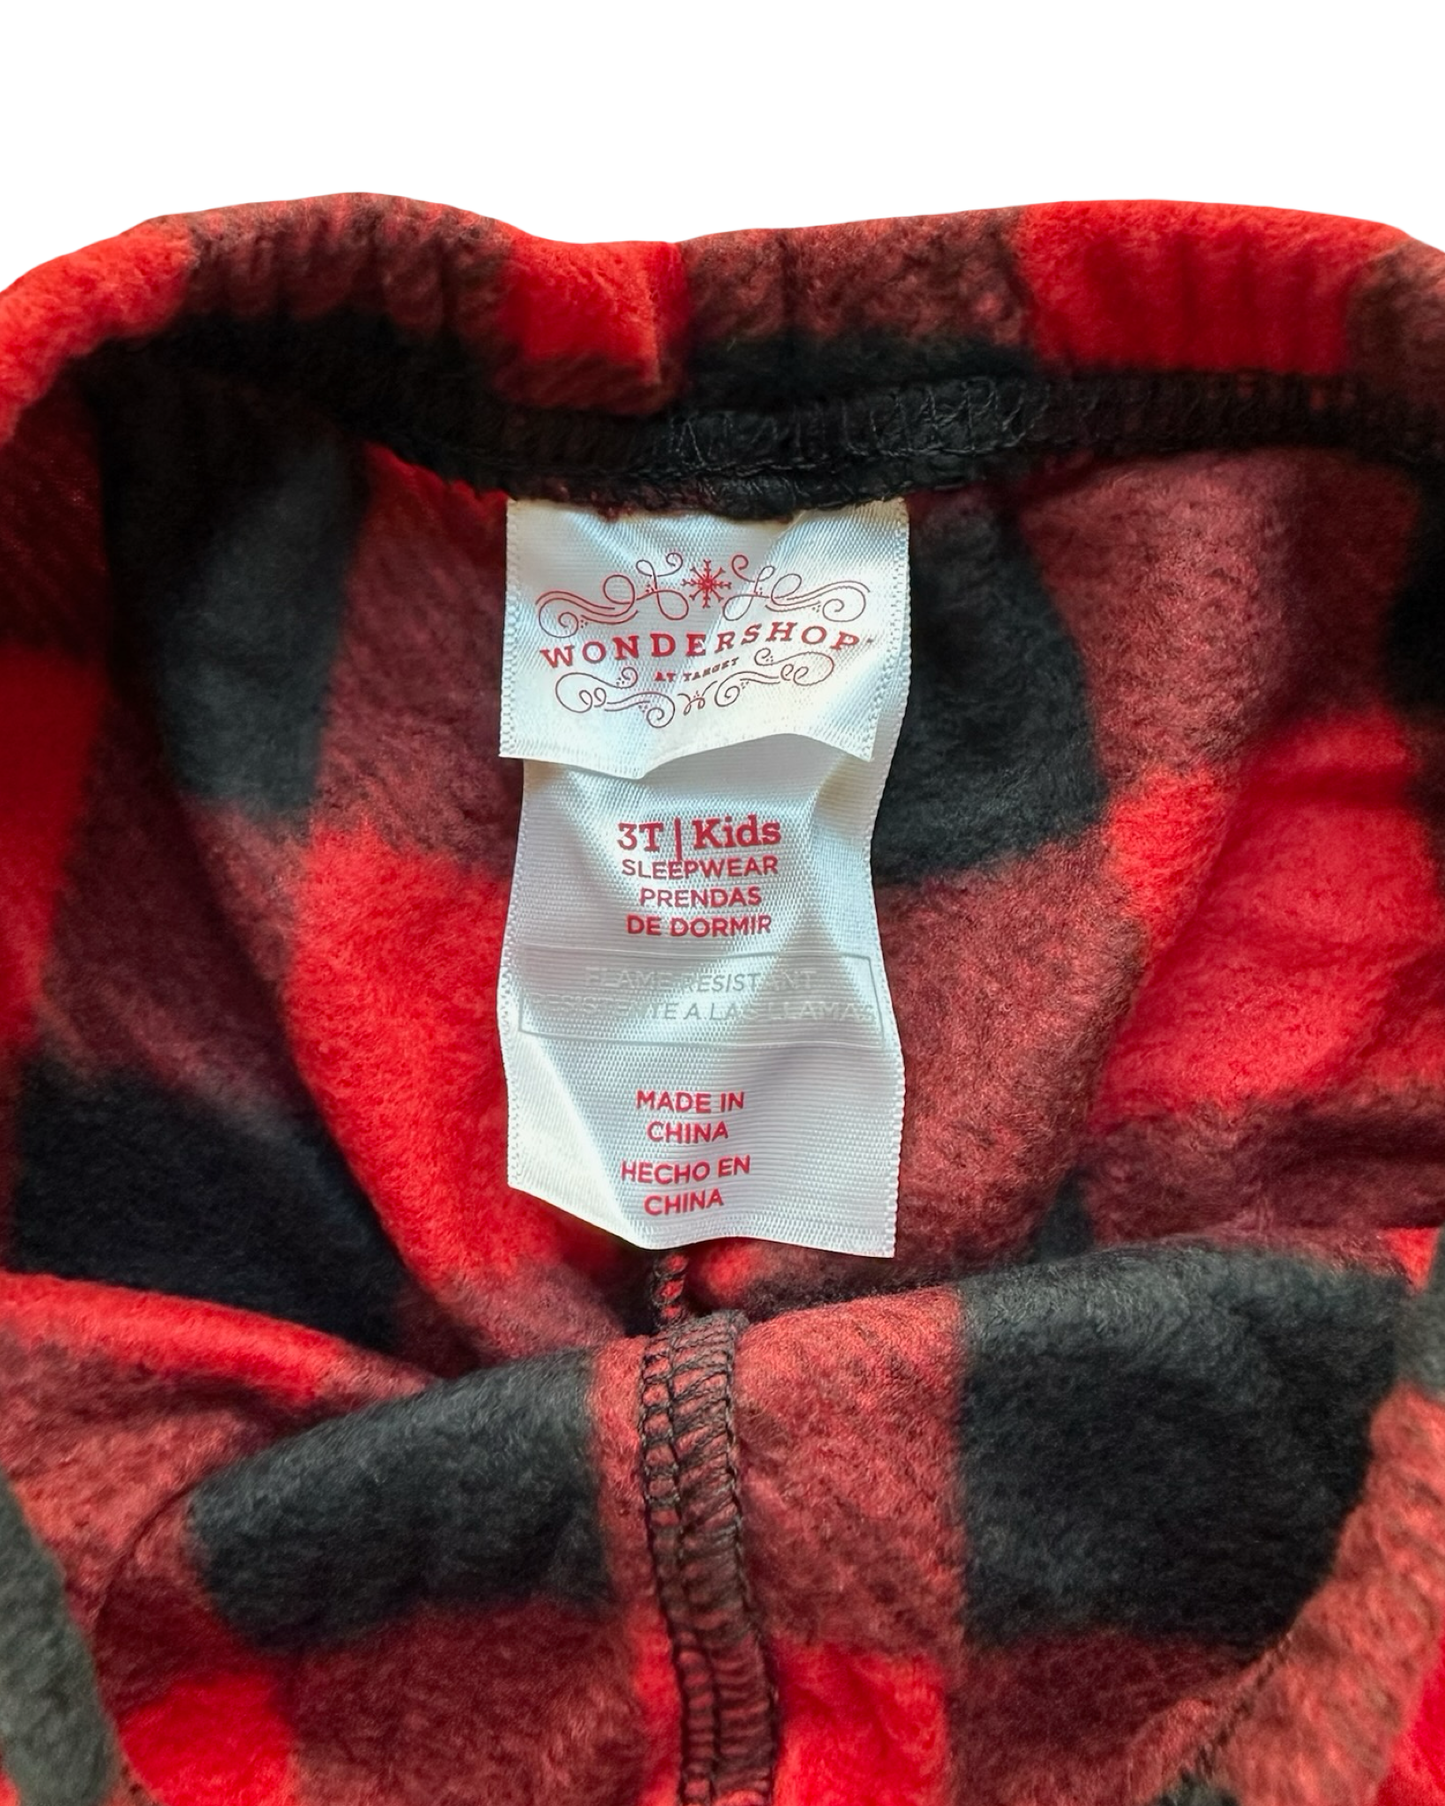 WONDERSHOP
AT TARGET
3T | Kids
SLEEPWEAR
PRENDAS
DE DORMIR
FLAME RESISTANT
RESISTENTE A LAS LLAMAS
MADE IN
CHINA
HECHO EN
CHINA